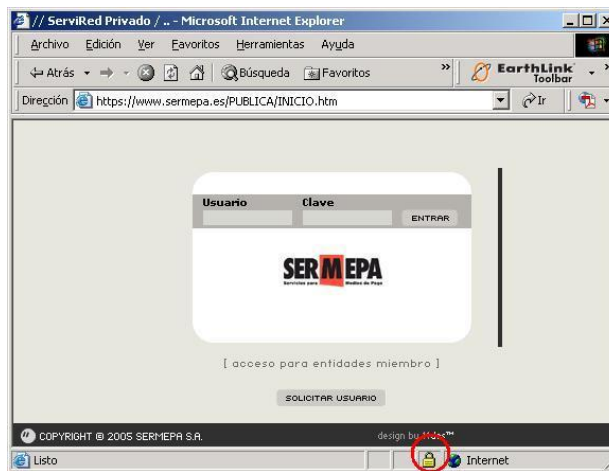 // ServiRed Privado / .. - Microsoft Internet Explorer
Archivo Edición Ver Favoritos Herramientas Ayuda
Atrás Búsqueda Favoritos » EarthLink Toolbar »
Dirección https://www.sermepa.es/PUBLICA/INICIO.htm Ir
Usuario Clave
ENTRAR
SERMEPA
Servicios para Medios de Pago
[ acceso para entidades miembro ]
SOLICITAR USUARIO
COPYRIGHT © 2005 SERMEPA S.A. design by
Listo Internet